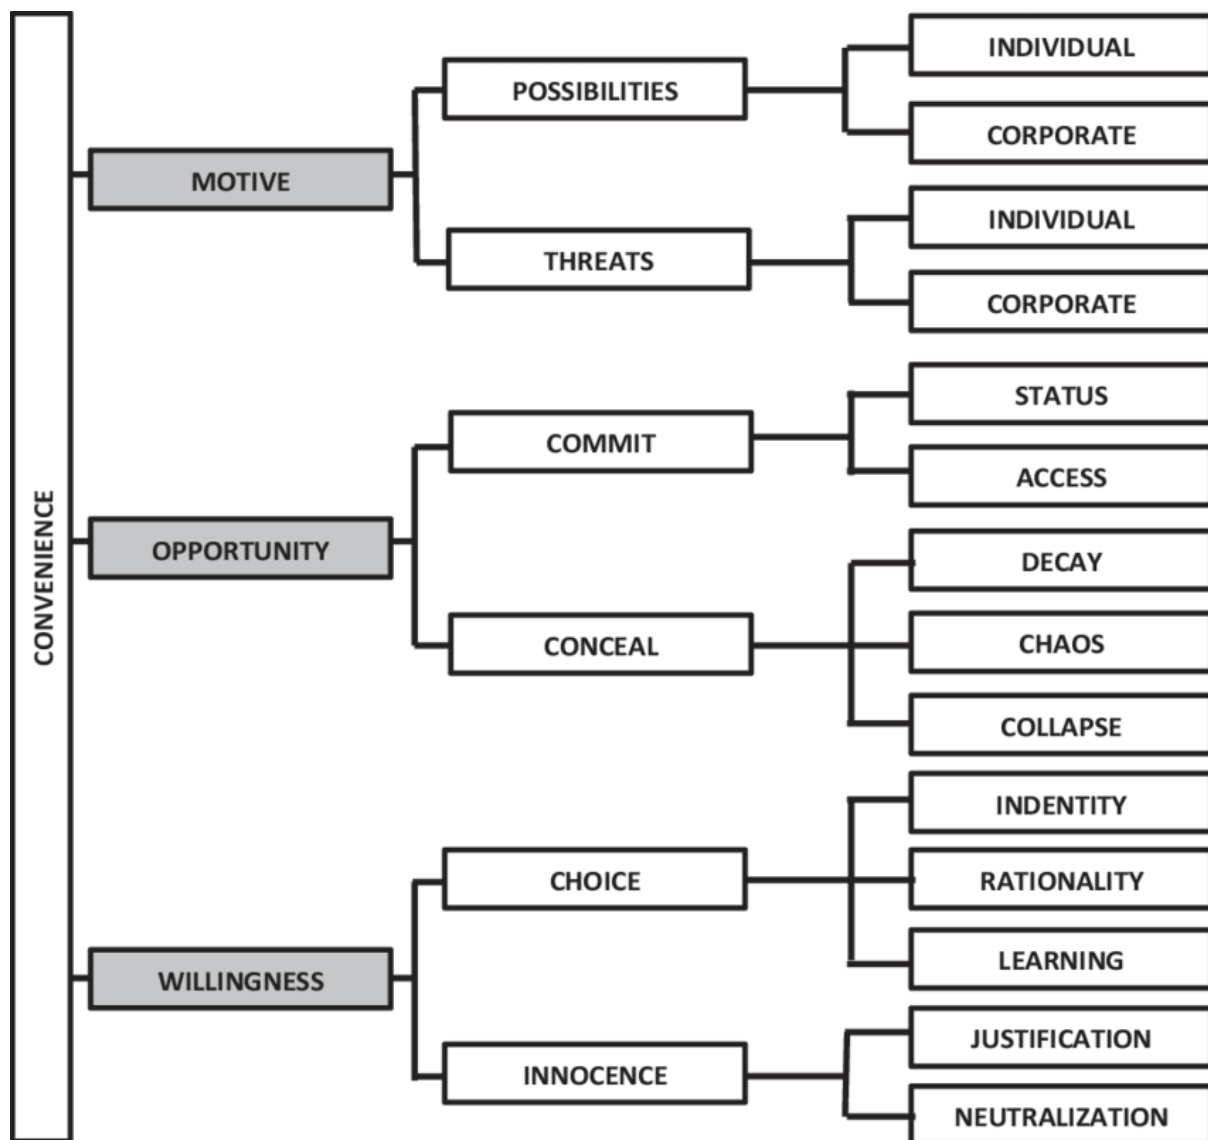 CONVENIENCE
MOTIVE
POSSIBILITIES
INDIVIDUAL
CORPORATE
THREATS
INDIVIDUAL
CORPORATE
OPPORTUNITY
COMMIT
STATUS
ACCESS
CONCEAL
DECAY
CHAOS
COLLAPSE
WILLINGNESS
CHOICE
INDENTITY
RATIONALITY
LEARNING
INNOCENCE
JUSTIFICATION
NEUTRALIZATION